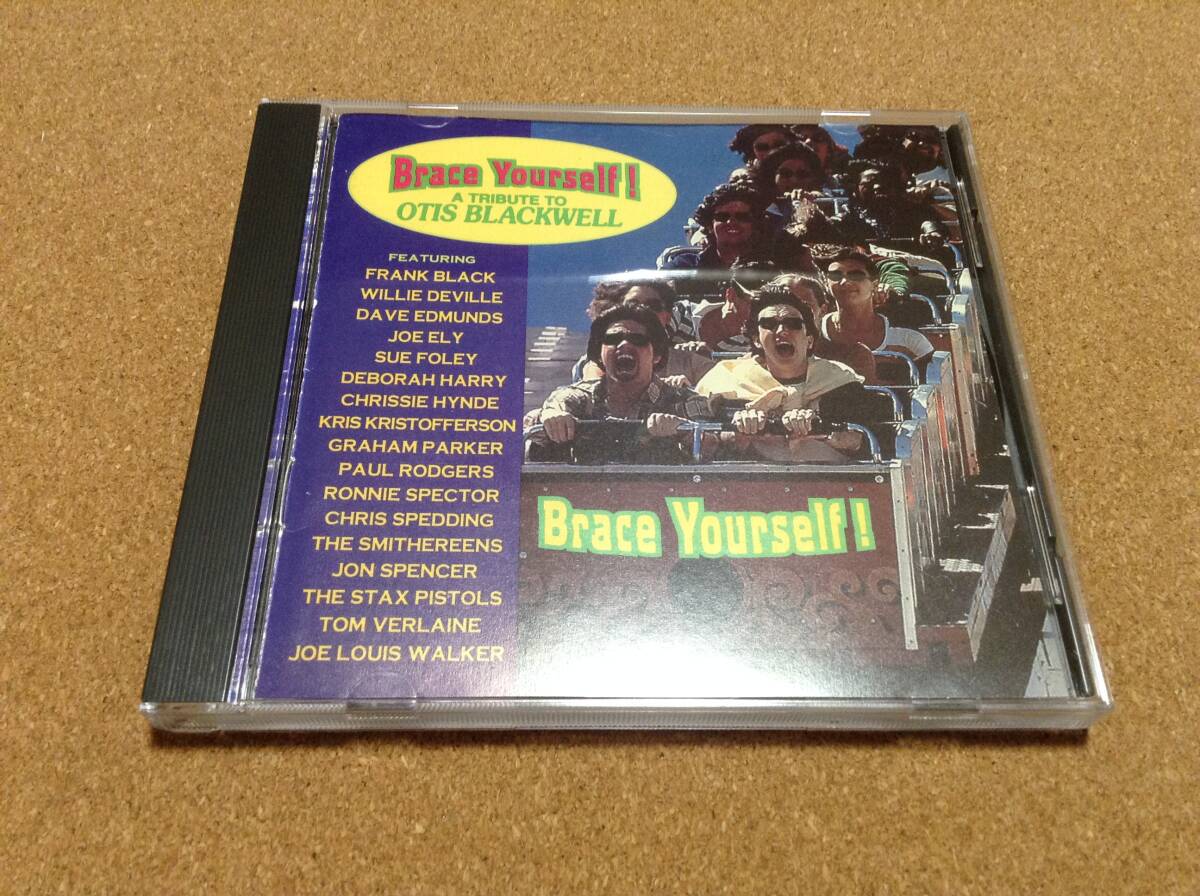 Brace Yourself!
A TRIBUTE TO
OTIS BLACKWELL
FEATURING
FRANK BLACK
WILLIE DEVILLE
DAVE EDMUNDS
JOE ELY
SUE FOLEY
DEBORAH HARRY
CHRISSIE HYNDE
KRIS KRISTOFFERSON
GRAHAM PARKER
PAUL RODGERS
RONNIE SPECTOR
CHRIS SPEDDING
THE SMITHEREENS
JON SPENCER
THE STAX PISTOLS
TOM VERLAINE
JOE LOUIS WALKER
Brace Yourself!